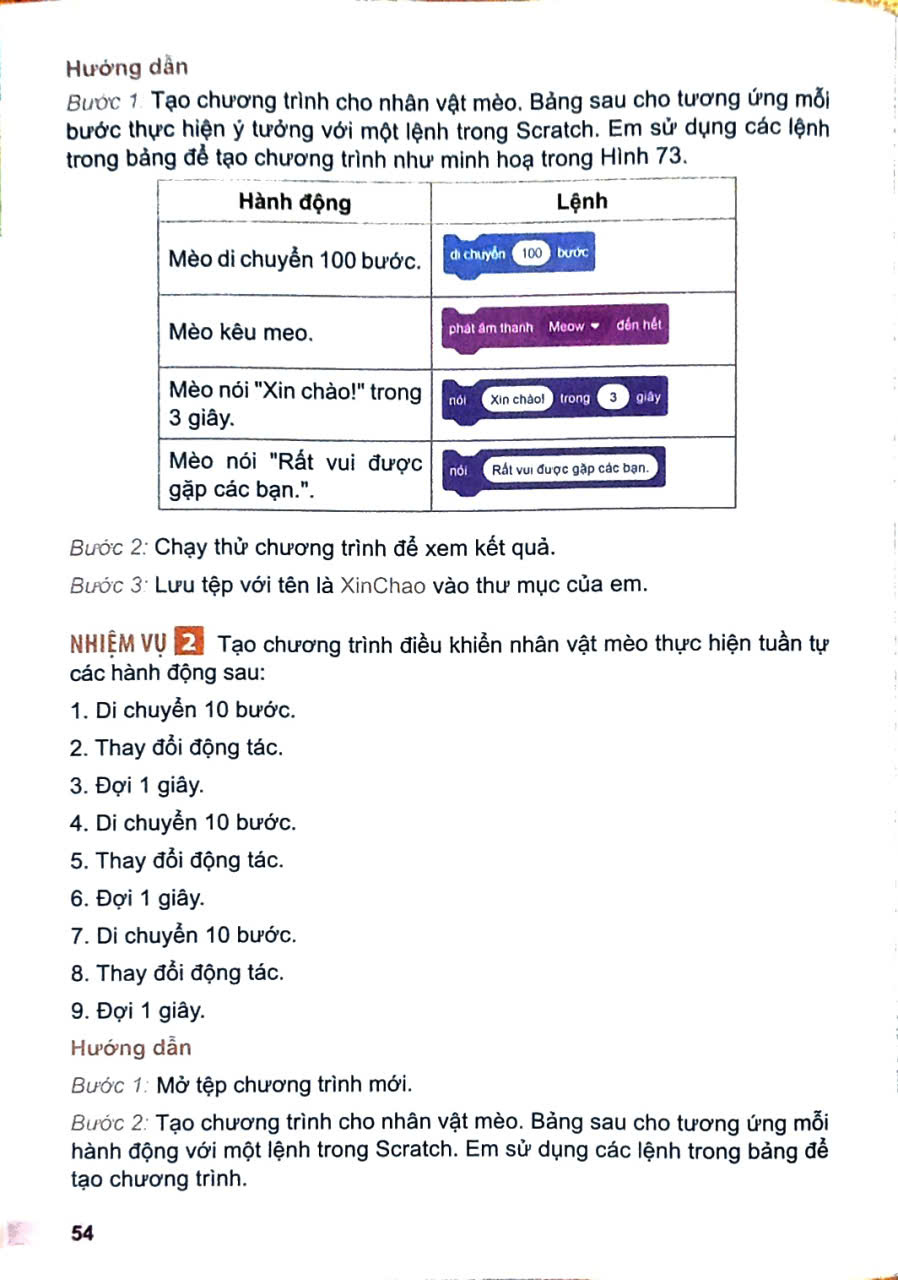 Hướng dẫn
Bước 1: Tạo chương trình cho nhân vật mèo. Bảng sau cho tương ứng mỗi
bước thực hiện ý tưởng với một lệnh trong Scratch. Em sử dụng các lệnh
trong bảng để tạo chương trình như minh hoạ trong Hình 73.
Hành động Lệnh
Mèo di chuyển 100 bước. di chuyển 100 bước
Mèo kêu meo. phát âm thanh Meow đến hết
Mèo nói "Xin chào!" trong
3 giây.
nói Xin chào! trong 3 giây
Mèo nói "Rất vui được
gặp các bạn.".
nói Rất vui được gặp các bạn.
Bước 2: Chạy thử chương trình để xem kết quả.
Bước 3: Lưu tệp với tên là XinChao vào thư mục của em.
NHIỆM VỤ 2 Tạo chương trình điều khiển nhân vật mèo thực hiện tuần tự
các hành động sau:
1. Di chuyển 10 bước.
2. Thay đổi động tác.
3. Đợi 1 giây.
4. Di chuyển 10 bước.
5. Thay đổi động tác.
6. Đợi 1 giây.
7. Di chuyển 10 bước.
8. Thay đổi động tác.
9. Đợi 1 giây.
Hướng dẫn
Bước 1: Mở tệp chương trình mới.
Bước 2: Tạo chương trình cho nhân vật mèo. Bảng sau cho tương ứng mỗi
hành động với một lệnh trong Scratch. Em sử dụng các lệnh trong bảng để
tạo chương trình.
54